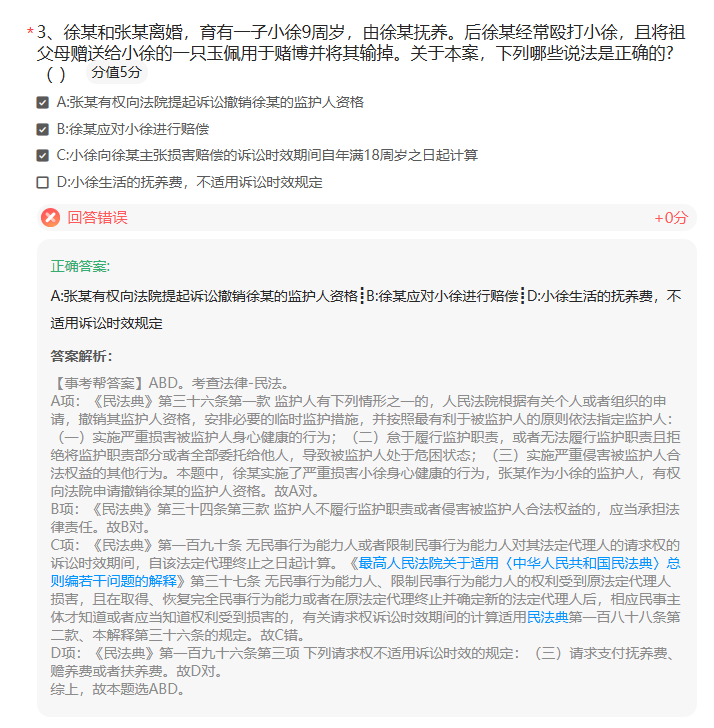 *3、徐某和张某离婚，育有一子小徐9周岁，由徐某抚养。后徐某经常殴打小徐，且将祖
父母赠送给小徐的一只玉佩用于赌博并将其输掉。关于本案，下列哪些说法是正确的?
（ ） 分值5分
A:张某有权向法院提起诉讼撤销徐某的监护人资格
B:徐某应对小徐进行赔偿
C:小徐向徐某主张损害赔偿的诉讼时效期间自年满18周岁之日起计算
D:小徐生活的抚养费，不适用诉讼时效规定
回答错误 +0分
正确答案:
A:张某有权向法院提起诉讼撤销徐某的监护人资格┋B:徐某应对小徐进行赔偿┋D:小徐生活的抚养费，不
适用诉讼时效规定
答案解析：
【事考帮答案】ABD。考查法律-民法。
A项：《民法典》第三十六条第一款 监护人有下列情形之一的，人民法院根据有关个人或者组织的申
请，撤销其监护人资格，安排必要的临时监护措施，并按照最有利于被监护人的原则依法指定监护人：
（一）实施严重损害被监护人身心健康的行为；（二）怠于履行监护职责，或者无法履行监护职责且拒
绝将监护职责部分或者全部委托给他人，导致被监护人处于危困状态；（三）实施严重侵害被监护人合
法权益的其他行为。本题中，徐某实施了严重损害小徐身心健康的行为，张某作为小徐的监护人，有权
向法院申请撤销徐某的监护人资格。故A对。
B项：《民法典》第三十四条第三款 监护人不履行监护职责或者侵害被监护人合法权益的，应当承担法
律责任。故B对。
C项：《民法典》第一百九十条 无民事行为能力人或者限制民事行为能力人对其法定代理人的请求权的
诉讼时效期间，自该法定代理终止之日起计算。《最高人民法院关于适用〈中华人民共和国民法典〉总
则编若干问题的解释》第三十七条 无民事行为能力人、限制民事行为能力人的权利受到原法定代理人
损害，且在取得、恢复完全民事行为能力或者在原法定代理终止并确定新的法定代理人后，相应民事主
体才知道或者应当知道权利受到损害的，有关请求权诉讼时效期间的计算适用民法典第一百八十八条第
二款、本解释第三十六条的规定。故C错。
D项：《民法典》第一百九十六条第三项 下列请求权不适用诉讼时效的规定：（三）请求支付抚养费、
赡养费或者扶养费。故D对。
综上，故本题选ABD。